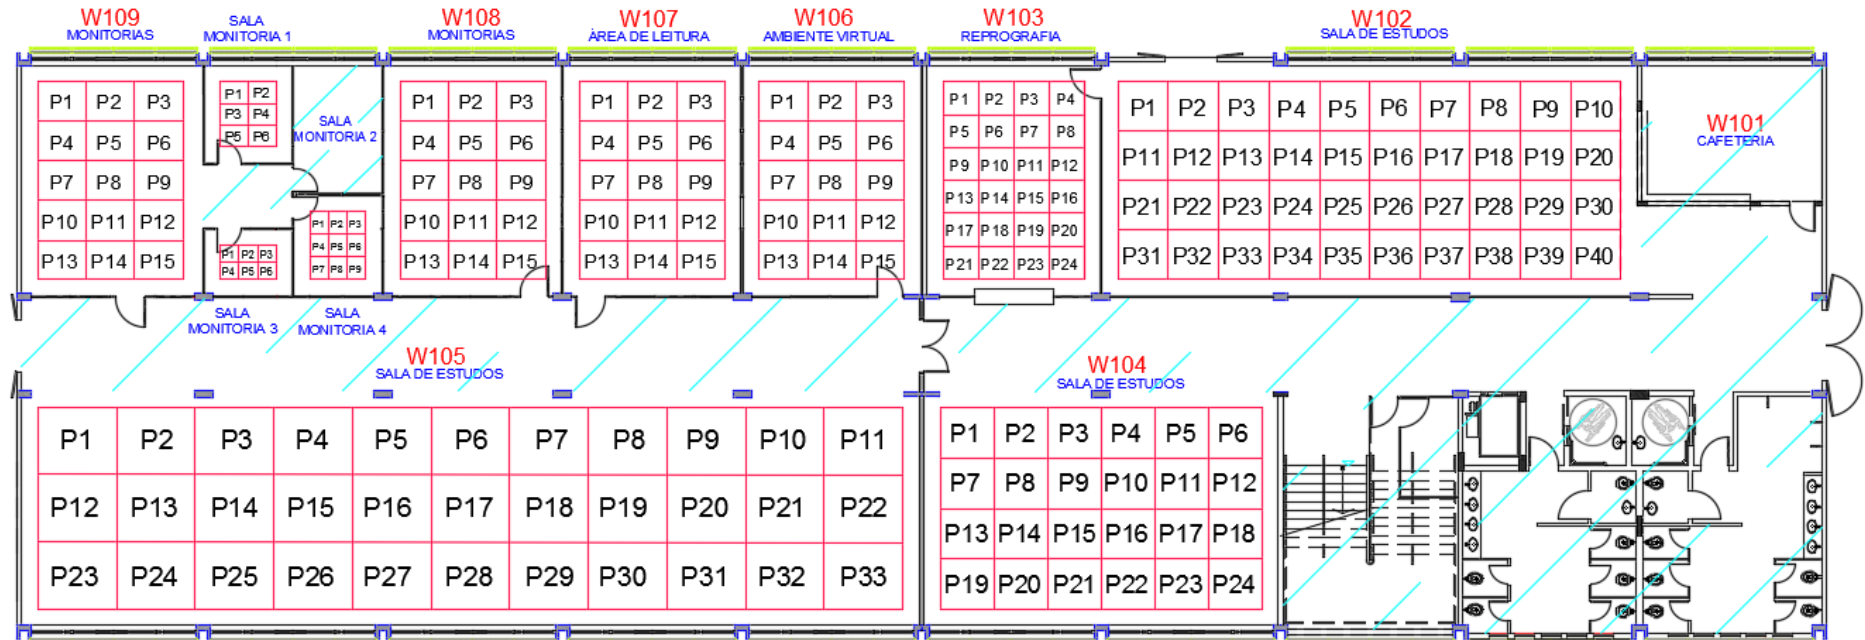 W109
MONITORIAS
SALA
MONITORIA 1
W108
MONITORIAS
W107
ÁREA DE LEITURA
W106
AMBIENTE VIRTUAL
W103
REPROGRAFIA
W102
SALA DE ESTUDOS
P1 P2 P3
P4 P5 P6
P7 P8 P9
P10 P11 P12
P13 P14 P15
P1 P2
P3 P4
P5 P6
SALA
MONITORIA 2
P1 P2 P3
P4 P5 P6
P1 P2 P3
P4 P5 P6
P7 P8 P9
SALA
MONITORIA 3
SALA
MONITORIA 4
P1 P2 P3
P4 P5 P6
P7 P8 P9
P10 P11 P12
P13 P14 P15
P1 P2 P3
P4 P5 P6
P7 P8 P9
P10 P11 P12
P13 P14 P15
P1 P2 P3
P4 P5 P6
P7 P8 P9
P10 P11 P12
P13 P14 P15
P1 P2 P3 P4
P5 P6 P7 P8
P9 P10 P11 P12
P13 P14 P15 P16
P17 P18 P19 P20
P21 P22 P23 P24
P1 P2 P3 P4 P5 P6 P7 P8 P9 P10
P11 P12 P13 P14 P15 P16 P17 P18 P19 P20
P21 P22 P23 P24 P25 P26 P27 P28 P29 P30
P31 P32 P33 P34 P35 P36 P37 P38 P39 P40
W101
CAFETERIA
W105
SALA DE ESTUDOS
P1 P2 P3 P4 P5 P6 P7 P8 P9 P10 P11
P12 P13 P14 P15 P16 P17 P18 P19 P20 P21 P22
P23 P24 P25 P26 P27 P28 P29 P30 P31 P32 P33
W104
SALA DE ESTUDOS
P1 P2 P3 P4 P5 P6
P7 P8 P9 P10 P11 P12
P13 P14 P15 P16 P17 P18
P19 P20 P21 P22 P23 P24